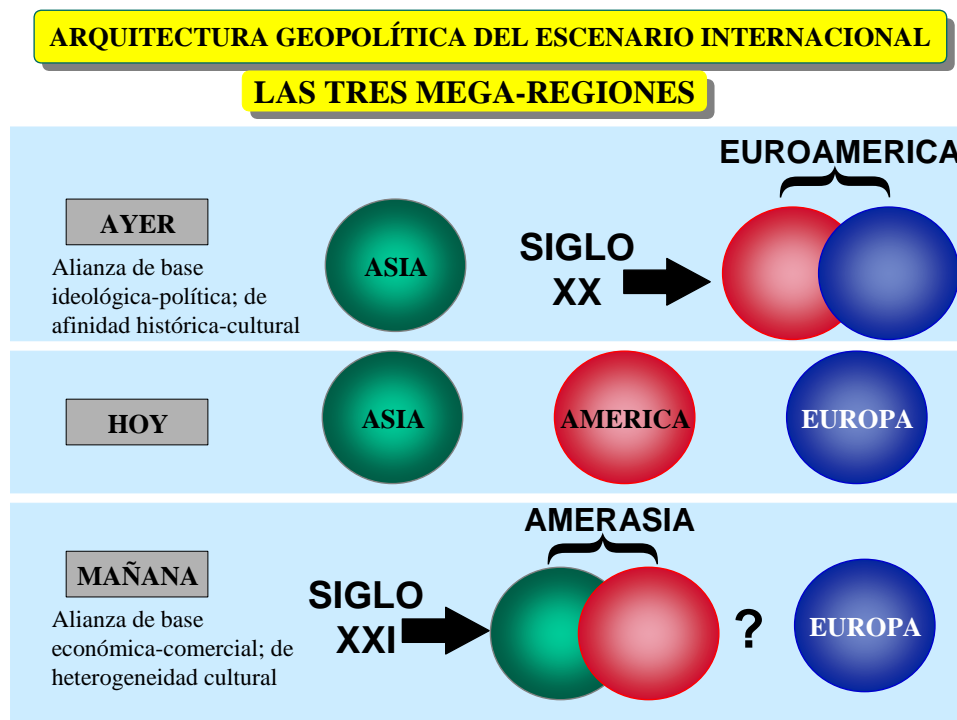 ARQUITECTURA GEOPOLÍTICA DEL ESCENARIO INTERNACIONAL
LAS TRES MEGA-REGIONES
EUROAMERICA
AYER
Alianza de base
ideológica-política; de
afinidad histórica-cultural
ASIA
SIGLO
XX
HOY
ASIA
AMERICA
EUROPA
AMERASIA
MAÑANA
Alianza de base
económica-comercial; de
heterogeneidad cultural
SIGLO
XXI
?
EUROPA